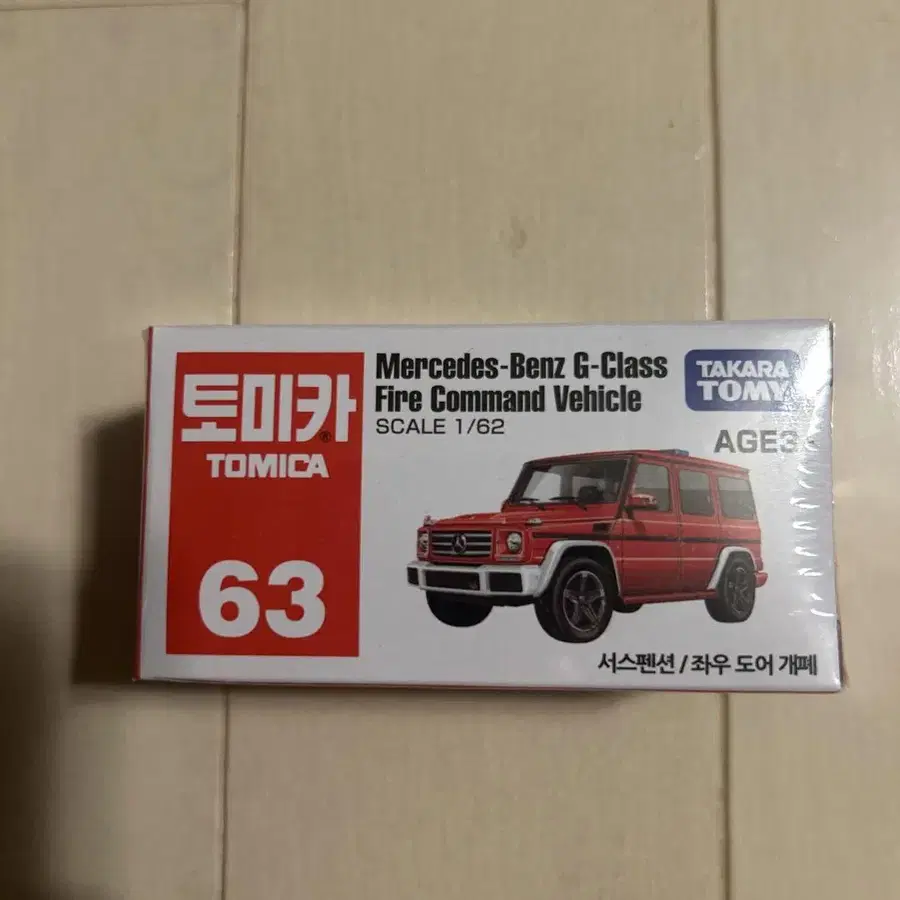 토미카®
TOMICA
63
Mercedes-Benz G-Class
Fire Command Vehicle
SCALE 1/62
TAKARA
TOMY
AGE3+
서스펜션 / 좌우 도어 개폐